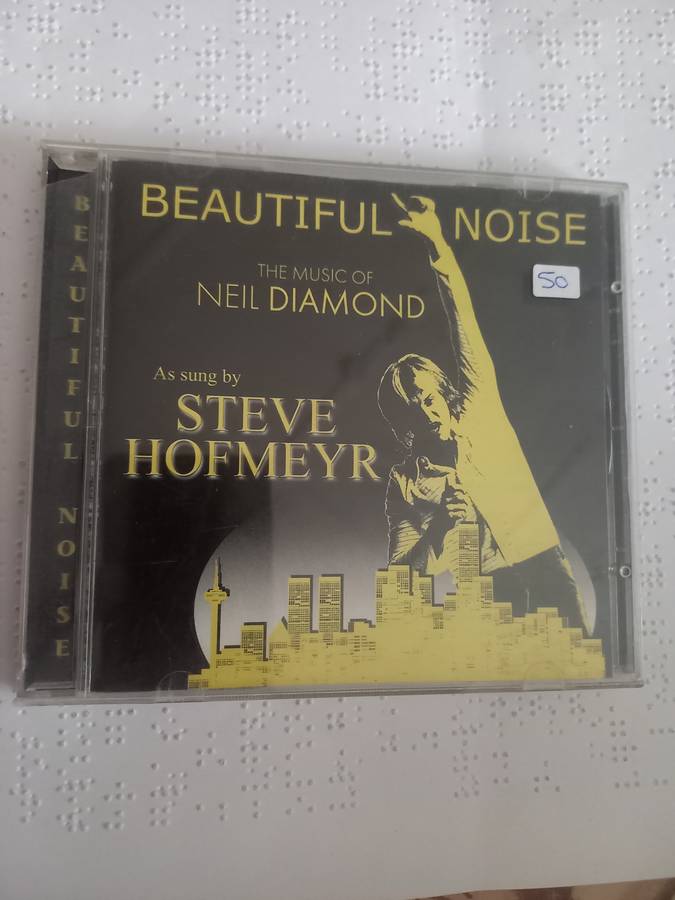 BEAUTIFUL NOISE
BEAUTIFUL NOISE
THE MUSIC OF
NEIL DIAMOND
50
As sung by
STEVE
HOFMEYR